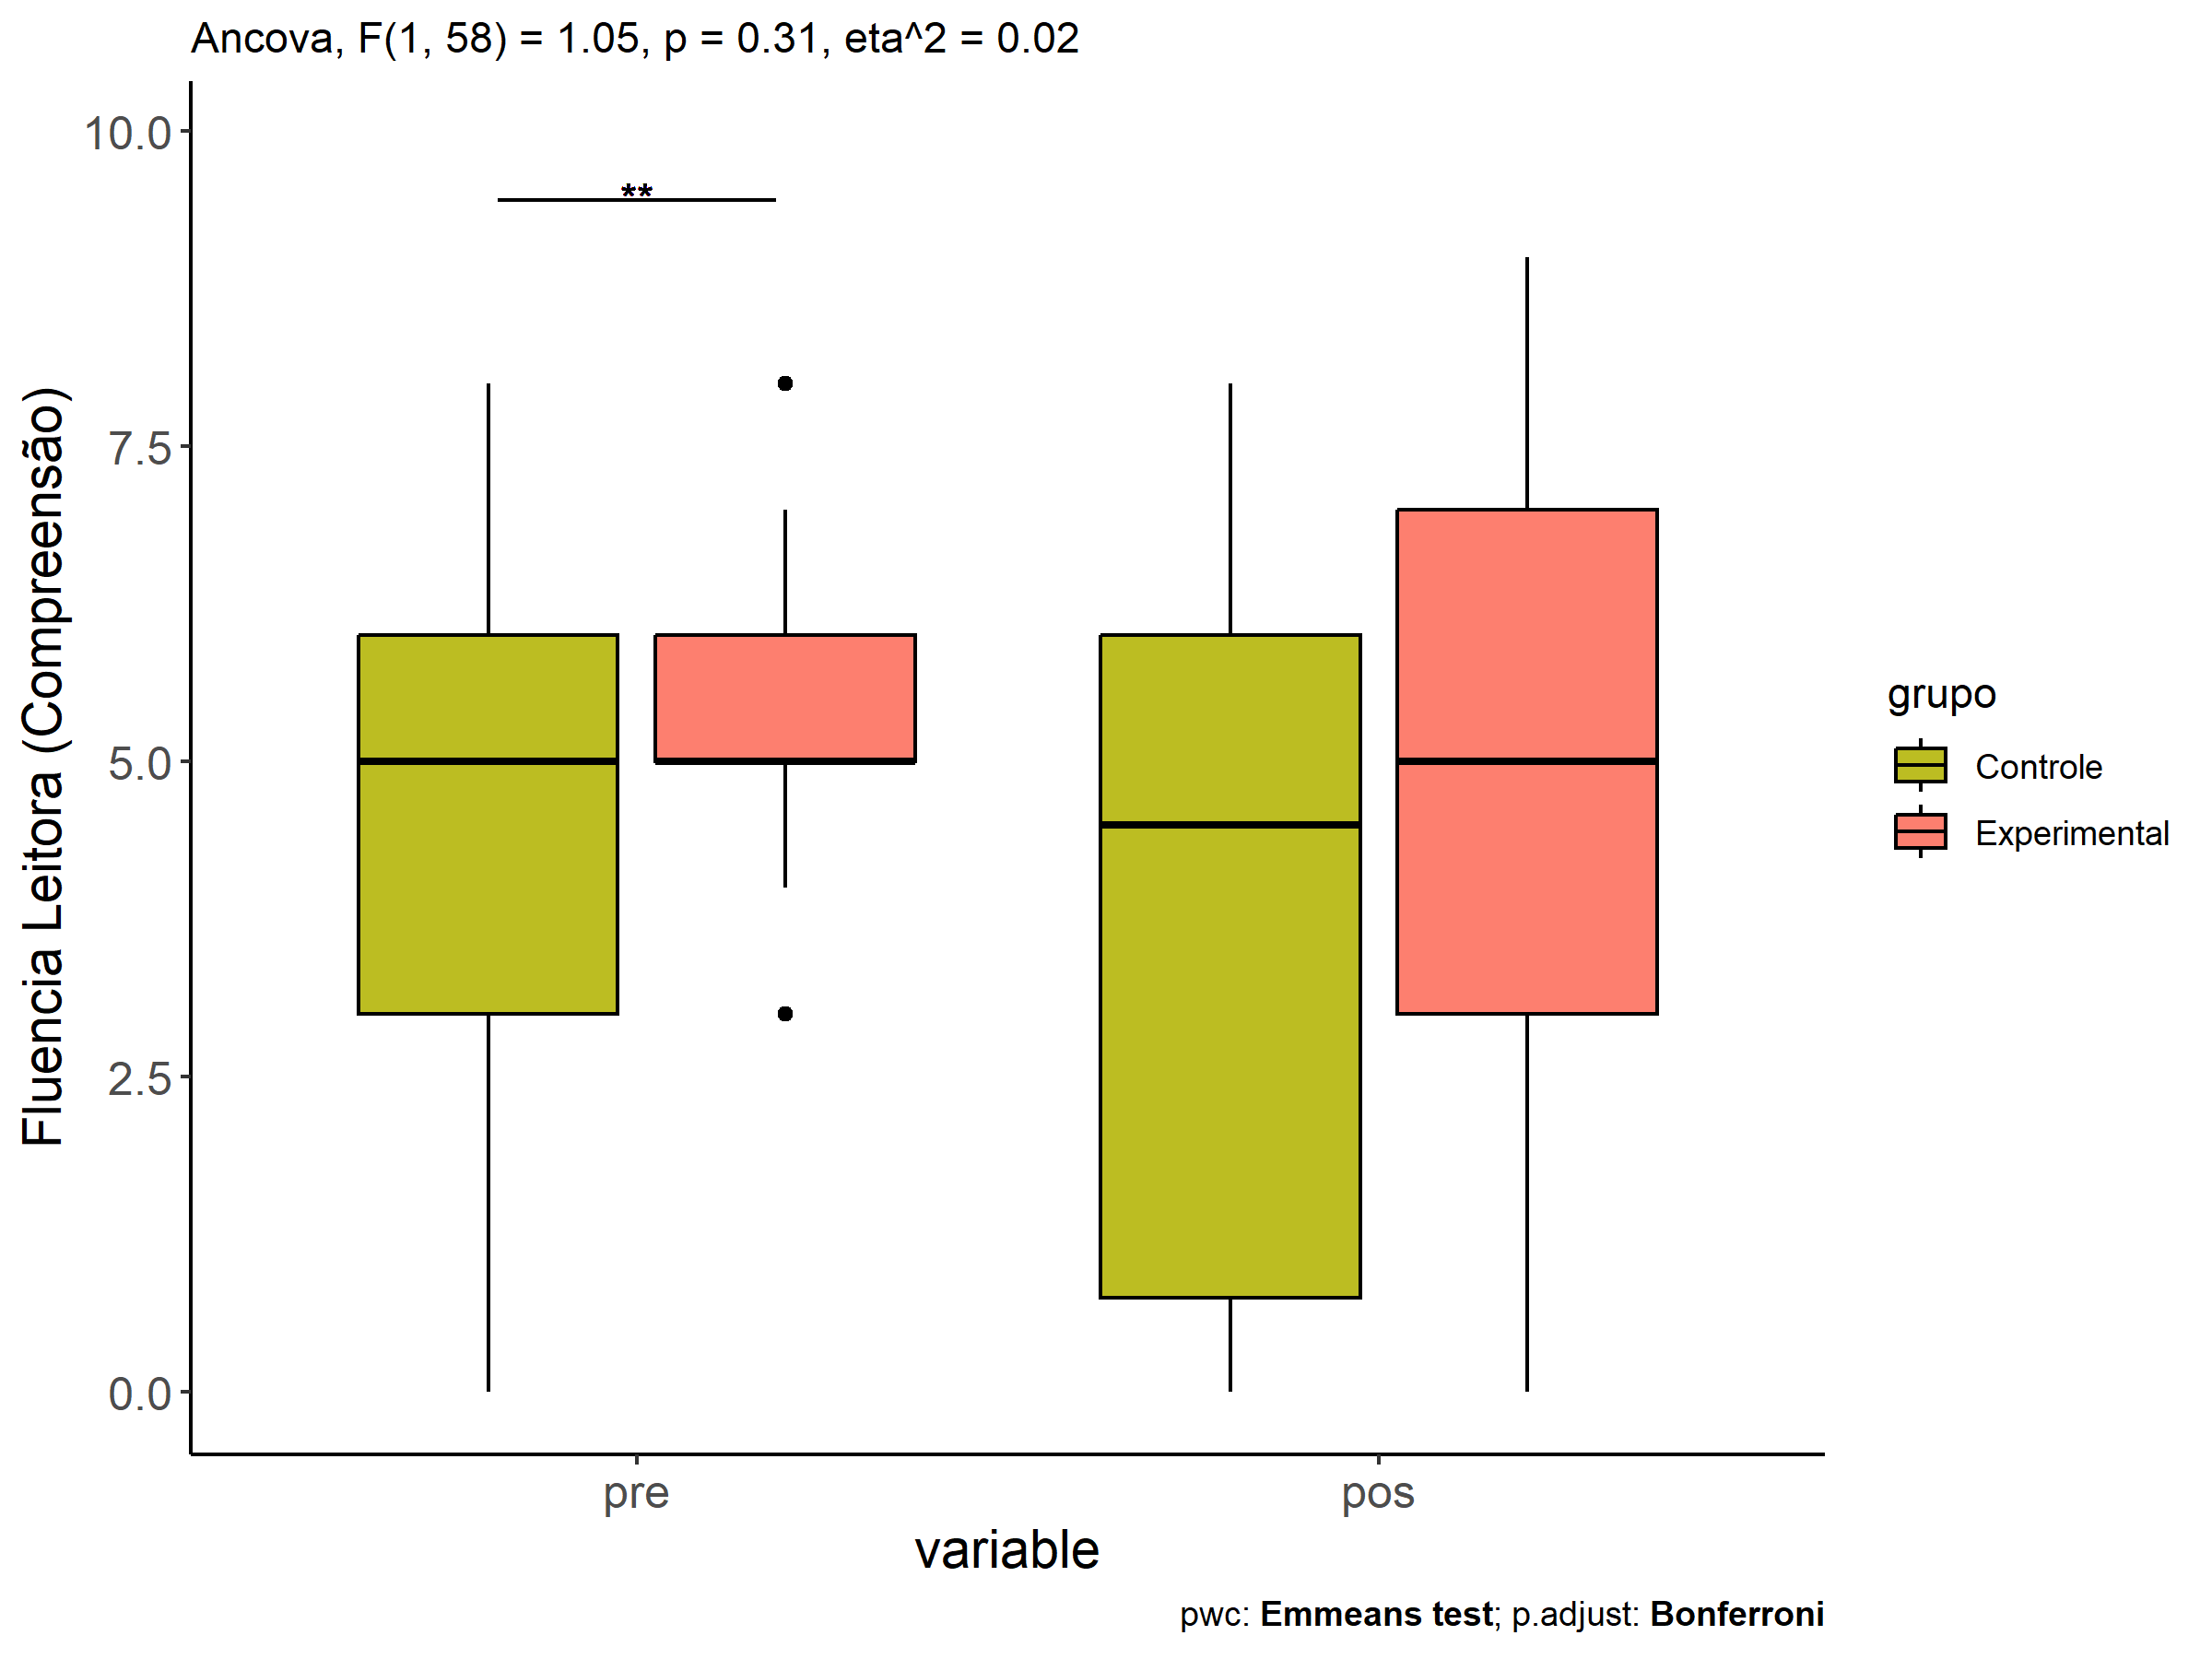 Ancova, F(1, 58) = 1.05, p = 0.31, eta^2 = 0.02
Fluencia Leitora (Compreensão)
10.0
7.5
5.0
2.5
0.0
**
pre
pos
variable
grupo
Controle
Experimental
pwc: Emmeans test; p.adjust: Bonferroni